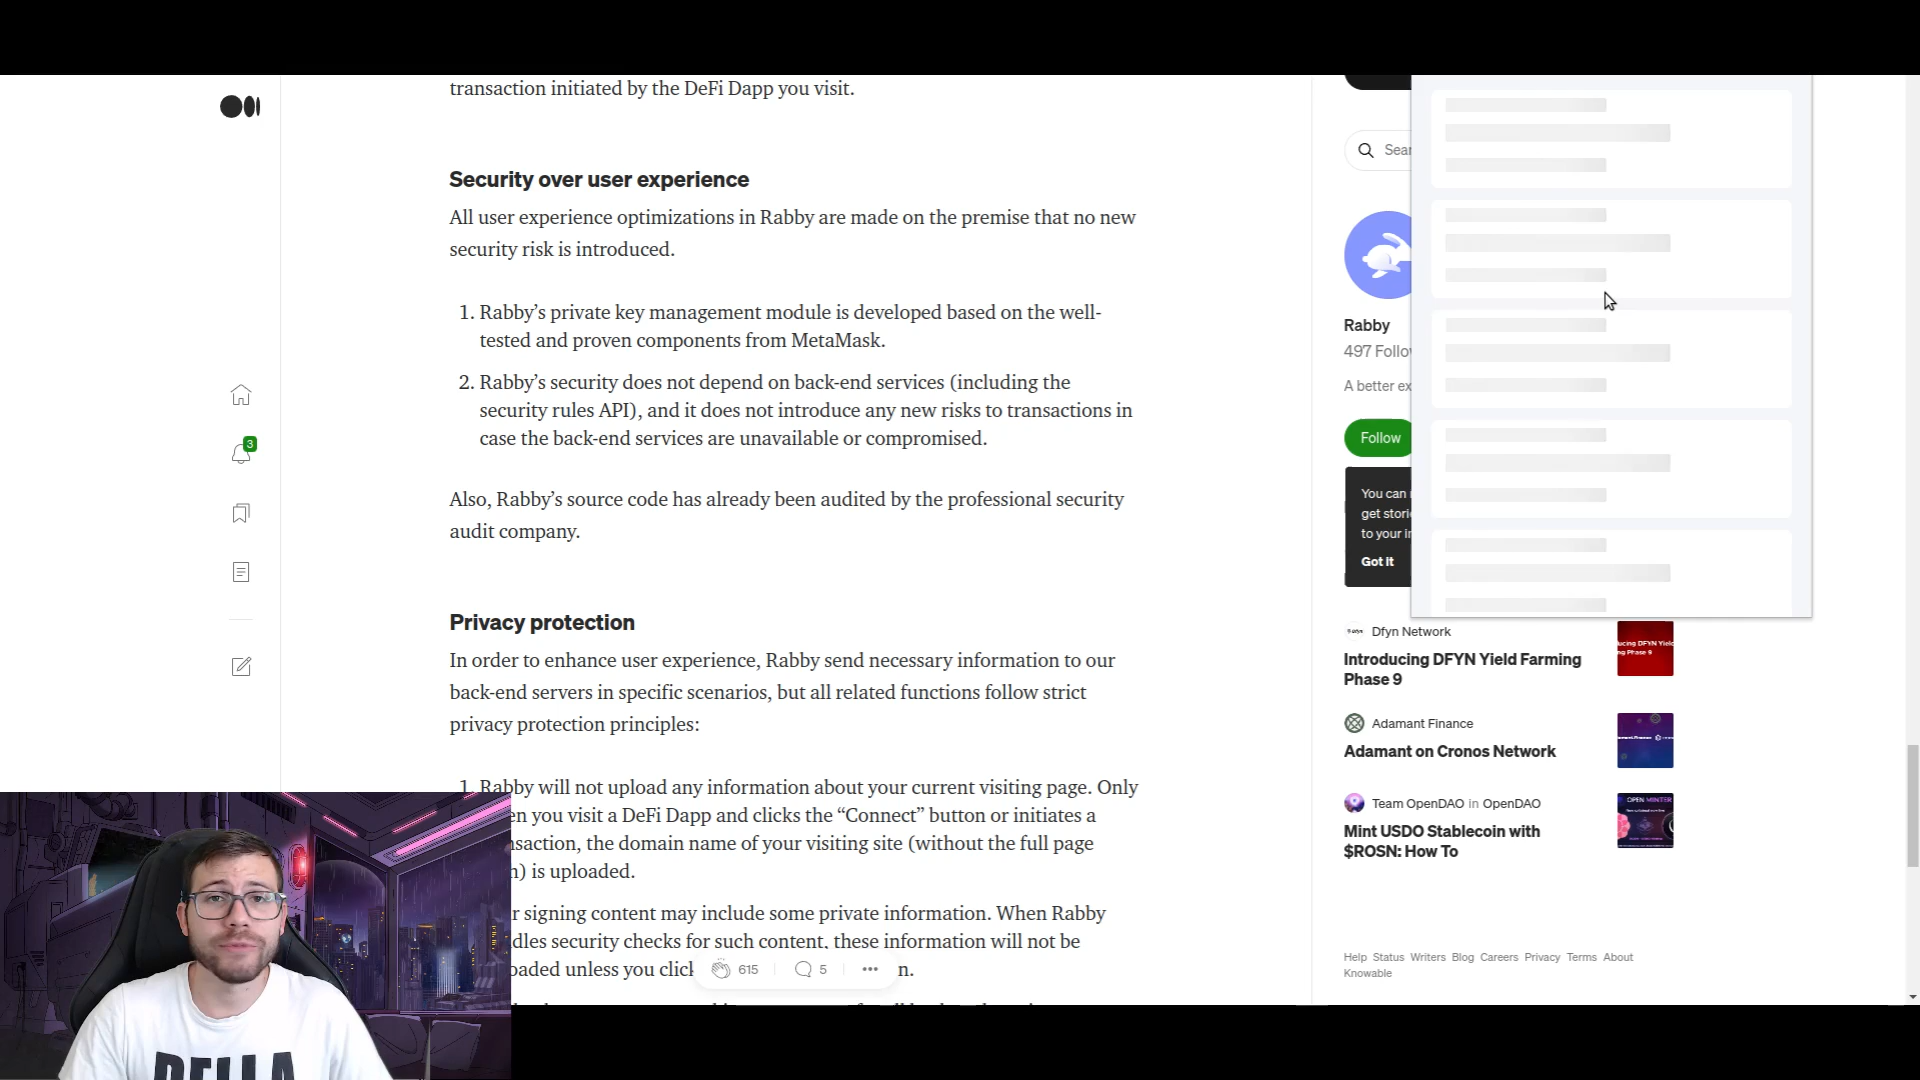 transaction initiated by the DeFi Dapp you visit.
Security over user experience
All user experience optimizations in Rabby are made on the premise that no new
security risk is introduced.
1. Rabby’s private key management module is developed based on the well-
tested and proven components from MetaMask.
2. Rabby’s security does not depend on back-end services (including the
security rules API), and it does not introduce any new risks to transactions in
case the back-end services are unavailable or compromised.
Also, Rabby’s source code has already been audited by the professional security
audit company.
Privacy protection
In order to enhance user experience, Rabby send necessary information to our
back-end servers in specific scenarios, but all related functions follow strict
privacy protection principles:
1. Rabby will not upload any information about your current visiting page. Only
en you visit a DeFi Dapp and clicks the “Connect” button or initiates a
nsaction, the domain name of your visiting site (without the full page
) is uploaded.
r signing content may include some private information. When Rabby
dles security checks for such content, these information will not be
oaded unless you click
n.
615
5
3
Sear
Rabby
497 Follo
A better ex
Follow
You can
get stori
to your i
Got it
Dfyn Network
Introducing DFYN Yield Farming
Phase 9
Adamant Finance
Adamant on Cronos Network
Team OpenDAO in OpenDAO
Mint USDO Stablecoin with
$ROSN: How To
OPEN MINTER
Help Status Writers Blog Careers Privacy Terms About
Knowable
DELLA